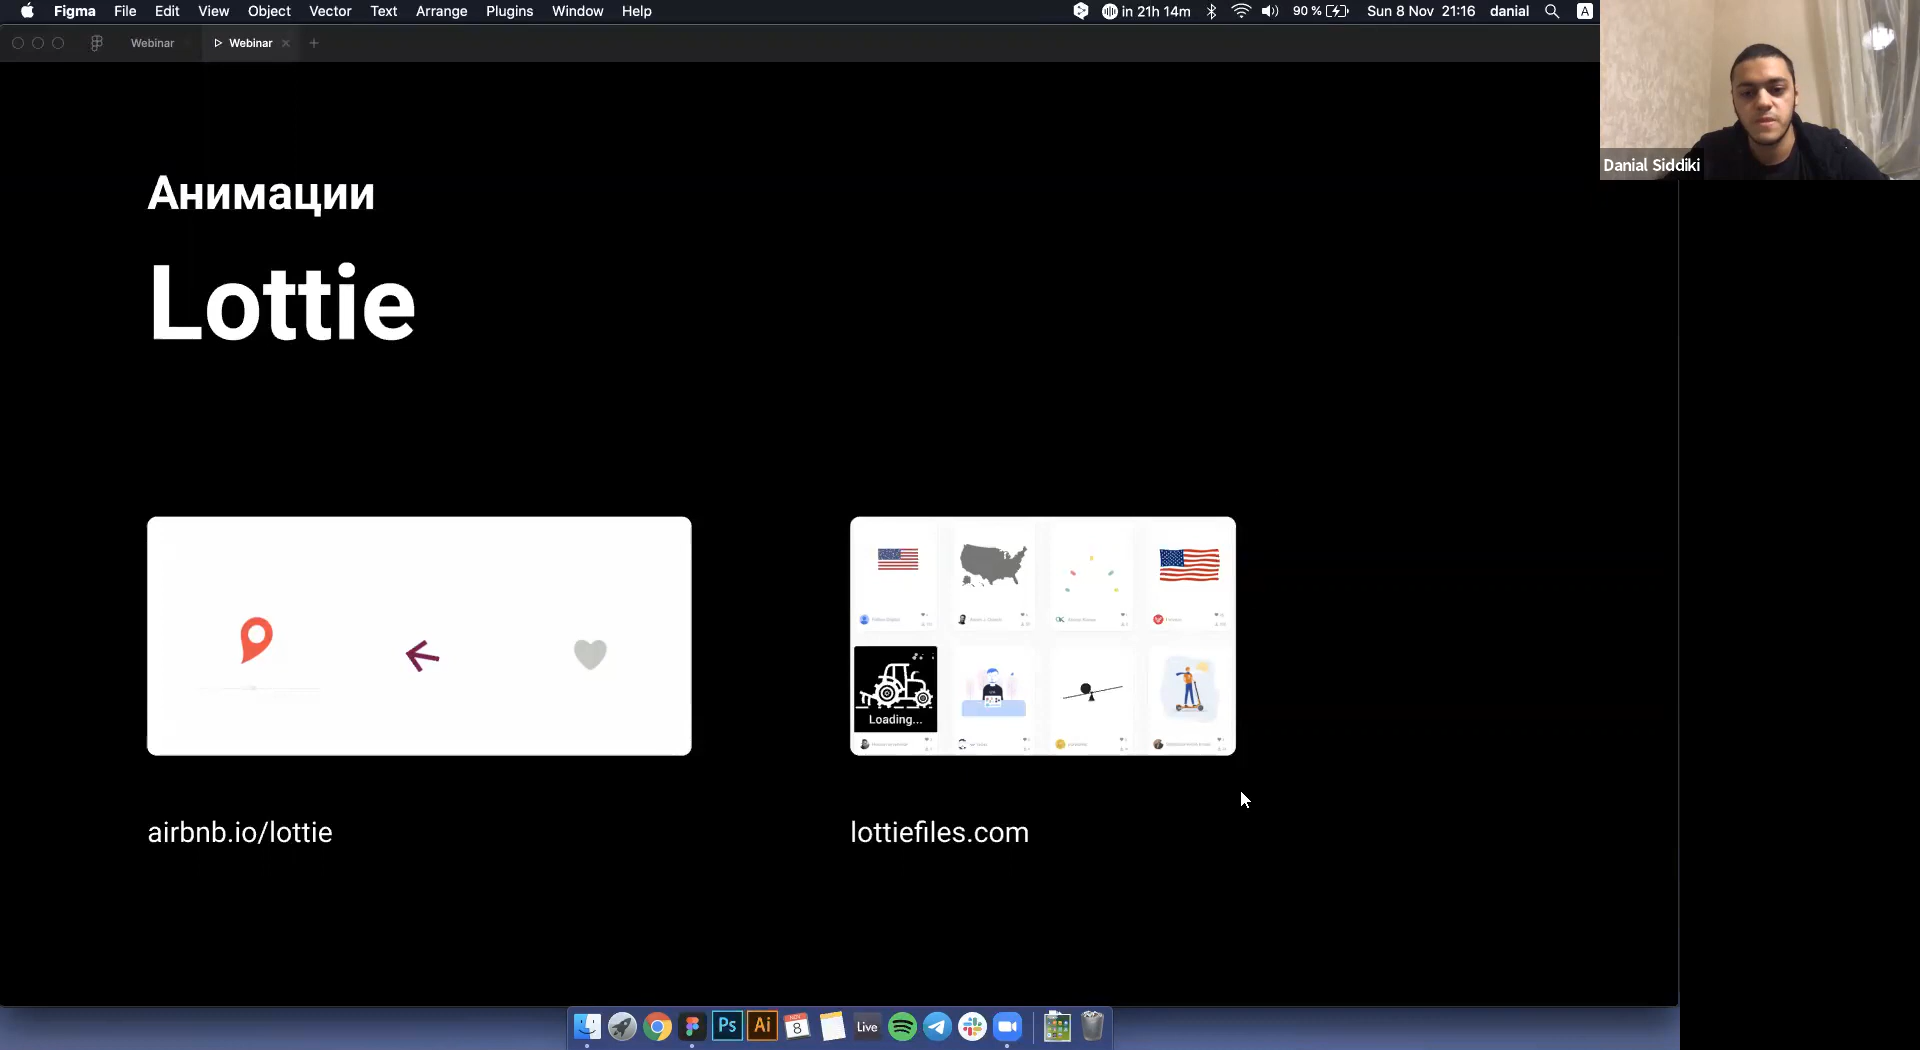 Figma File Edit View Object Vector Text Arrange Plugins Window Help
in 21h 14m 90 % Sun 8 Nov 21:16 danial A
Webinar
Webinar
Danial Siddiki
Анимации
Lottie
Loading...
airbnb.io/lottie
lottiefiles.com
Ps
Ai
NOV
8
Live